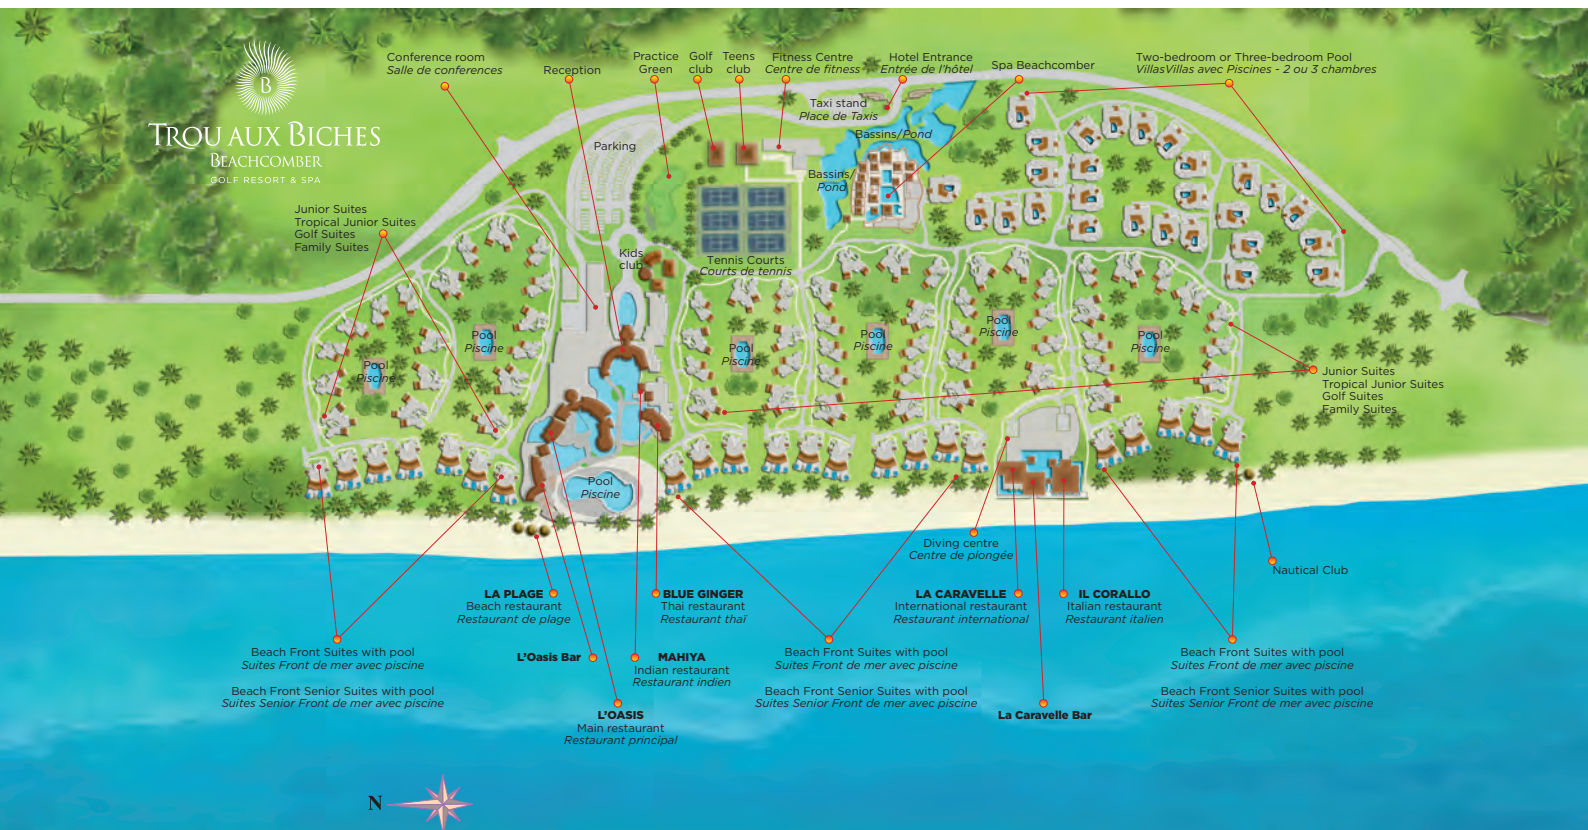 B
TROU AUX BICHES
BEACHCOMBER
GOLF RESORT & SPA
Conference room
Salle de conferences
Reception
Practice
Green
Golf
club
Teens
club
Fitness Centre
Centre de fitness
Hotel Entrance
Entrée de l'hôtel
Spa Beachcomber
Two-bedroom or Three-bedroom Pool
VillasVillas avec Piscines - 2 ou 3 chambres
Taxi stand
Place de Taxis
Parking
Bassins/Pond
Bassins/
Pond
Junior Suites
Tropical Junior Suites
Golf Suites
Family Suites
Kids
club
Tennis Courts
Courts de tennis
Pool
Piscine
Pool
Piscine
Pool
Piscine
Pool
Piscine
Pool
Piscine
Pool
Piscine
Junior Suites
Tropical Junior Suites
Golf Suites
Family Suites
Pool
Piscine
Diving centre
Centre de plongée
Nautical Club
LA PLAGE
Beach restaurant
Restaurant de plage
BLUE GINGER
Thai restaurant
Restaurant thaï
LA CARAVELLE
International restaurant
Restaurant international
IL CORALLO
Italian restaurant
Restaurant italien
L'Oasis Bar
MAHIYA
Indian restaurant
Restaurant indien
Beach Front Suites with pool
Suites Front de mer avec piscine
Beach Front Senior Suites with pool
Suites Senior Front de mer avec piscine
Beach Front Suites with pool
Suites Front de mer avec piscine
Beach Front Senior Suites with pool
Suites Senior Front de mer avec piscine
Beach Front Suites with pool
Suites Front de mer avec piscine
Beach Front Senior Suites with pool
Suites Senior Front de mer avec piscine
L'OASIS
Main restaurant
Restaurant principal
La Caravelle Bar
N